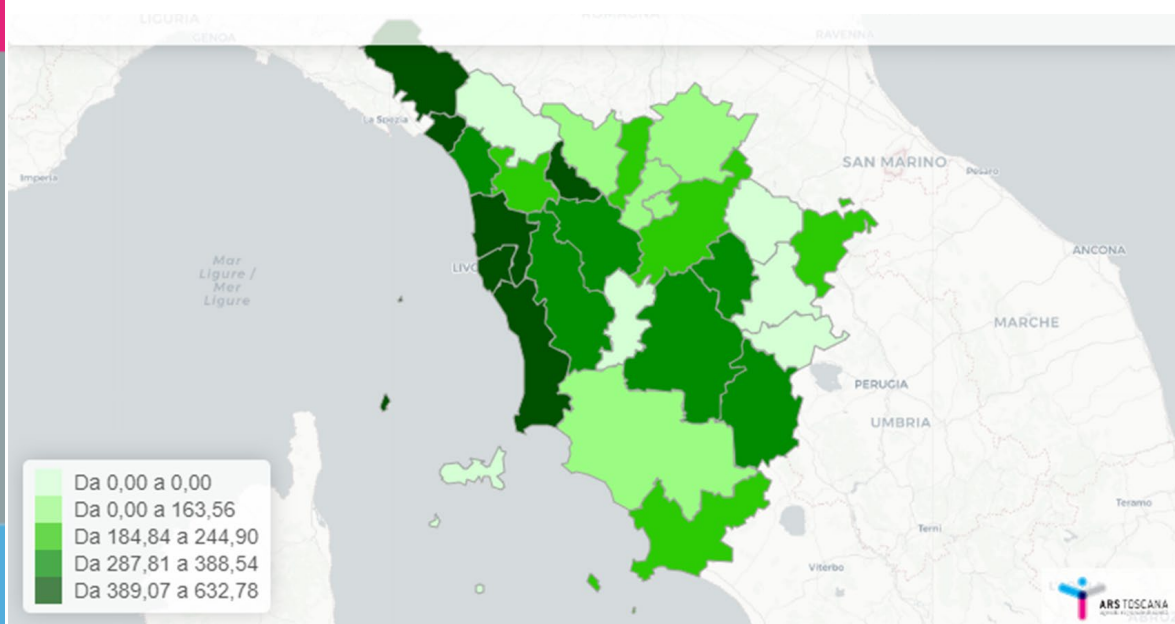 LIGURIA
ROMAGNA
GENOA
RAVENNA
La Spezia
SAN MARINO
Pesaro
Imperia
ANCONA
Mar
Ligure /
Mer
Ligure
LIVO
MARCHE
PERUGIA
UMBRIA
Da 0,00 a 0,00
Da 0,00 a 163,56
Da 184,84 a 244,90
Da 287,81 a 388,54
Da 389,07 a 632,78
Teramo
Terni
Viterbo
ARS TOSCANA